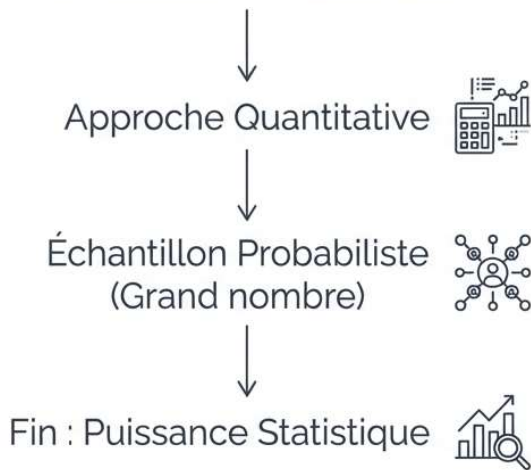 Approche Quantitative
Échantillon Probabiliste
(Grand nombre)
Fin : Puissance Statistique